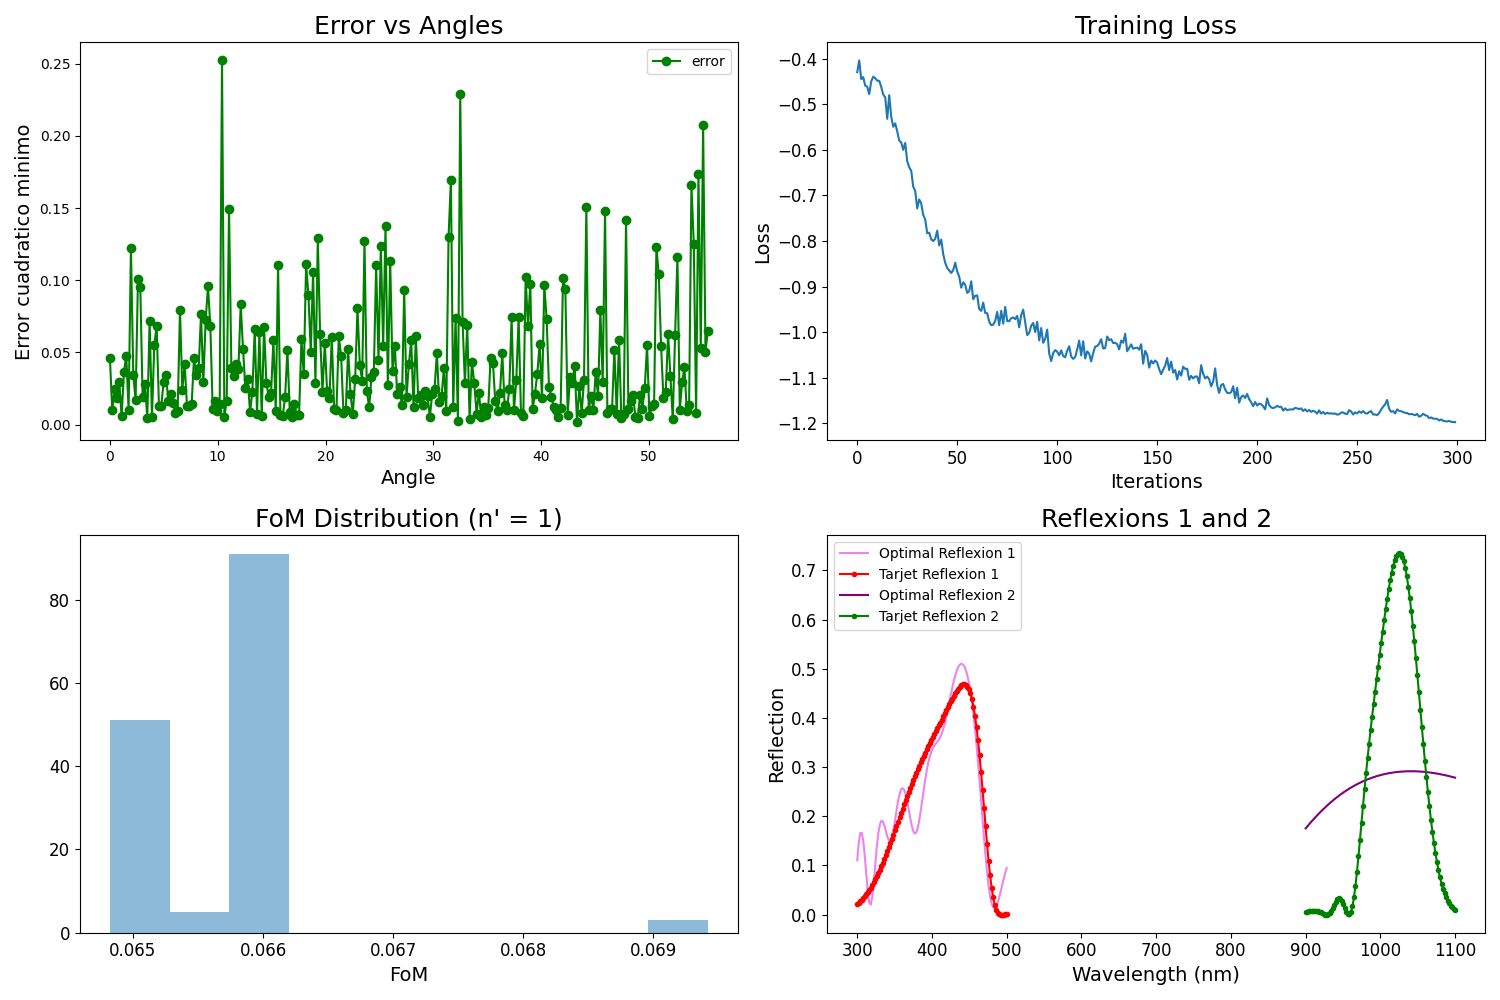 Error vs Angles
error
0.25
0.20
0.15
0.10
0.05
0.00
Error cuadratico minimo
0 10 20 30 40 50
Angle
Training Loss
−0.4
−0.5
−0.6
−0.7
−0.8
−0.9
−1.0
−1.1
−1.2
Loss
0 50 100 150 200 250 300
Iterations
FoM Distribution (n' = 1)
80
60
40
20
0
0.065 0.066 0.067 0.068 0.069
FoM
Reflexions 1 and 2
Optimal Reflexion 1
Tarjet Reflexion 1
Optimal Reflexion 2
Tarjet Reflexion 2
0.7
0.6
0.5
0.4
0.3
0.2
0.1
0.0
Reflection
300 400 500 600 700 800 900 1000 1100
Wavelength (nm)